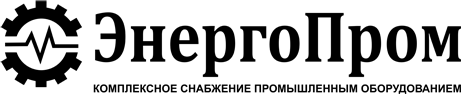 ЭнергоПром
КОМПЛЕКСНОЕ СНАБЖЕНИЕ ПРОМЫШЛЕННЫМ ОБОРУДОВАНИЕМ